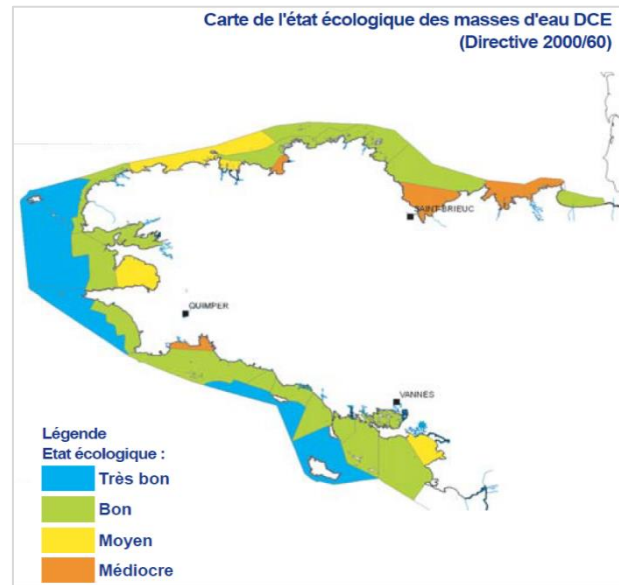 Carte de l'état écologique des masses d'eau DCE
(Directive 2000/60)
SAINT-BRIEUC
QUIMPER
VANNES
Légende
Etat écologique :
Très bon
Bon
Moyen
Médiocre